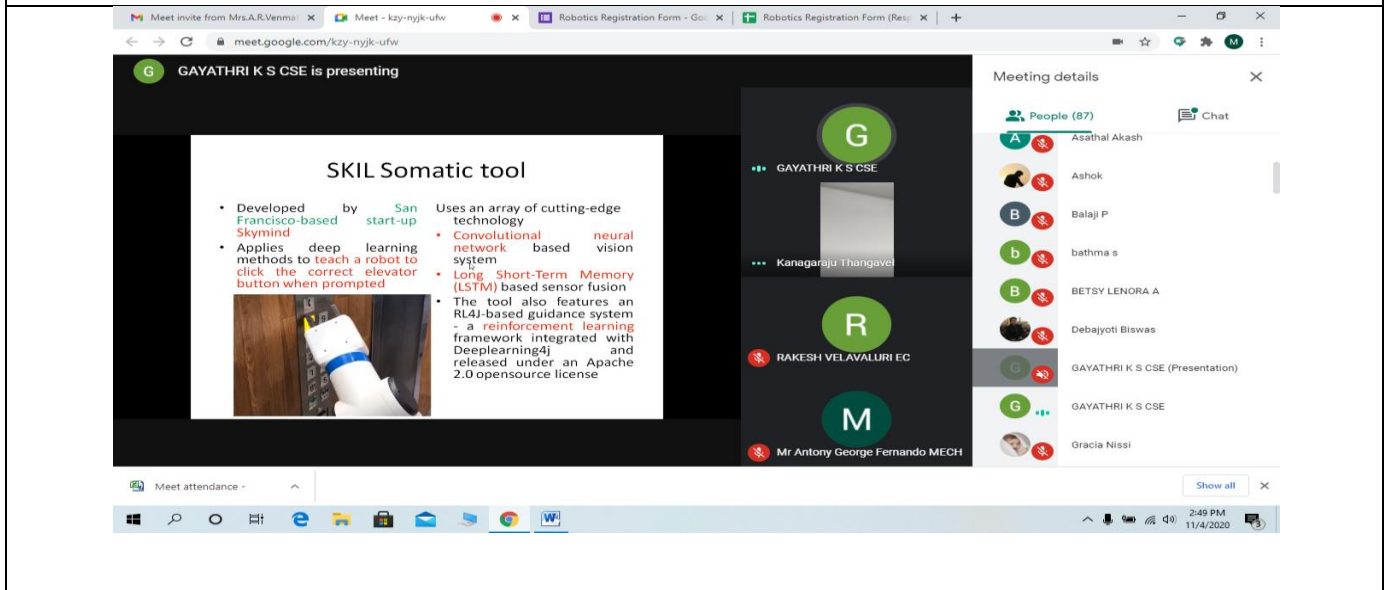 Meet invite from Mrs.A.R.Venmat
Meet - kzy-nyjk-ufw
Robotics Registration Form - Goo
Robotics Registration Form (Resp
meet.google.com/kzy-nyjk-ufw
M
G
GAYATHRI K S CSE is presenting
SKIL Somatic tool
• Developed by San
Francisco-based start-up
Skymind
• Applies deep learning
methods to teach a robot to
click the correct elevator
button when prompted
Uses an array of cutting-edge
technology
• Convolutional neural
network based vision
system
• Long Short-Term Memory
(LSTM) based sensor fusion
• The tool also features an
RL4J-based guidance system
- a reinforcement learning
framework integrated with
Deeplearning4j and
released under an Apache
2.0 opensource license
G
GAYATHRI K S CSE
Kanagaraju Thangavel
R
RAKESH VELAVALURI EC
M
Mr Antony George Fernando MECH
Meeting details
People (87)
Chat
A
Asathal Akash
Ashok
B
Balaji P
b
bathma s
B
BETSY LENORA A
Debajyoti Biswas
G
GAYATHRI K S CSE (Presentation)
G
GAYATHRI K S CSE
Gracia Nissi
Meet attendance -
Show all
2:49 PM
11/4/2020
3